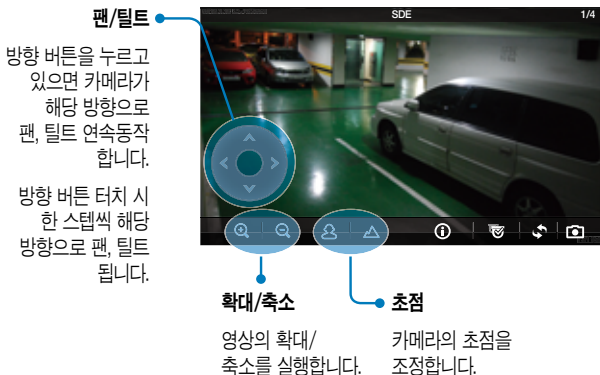 팬/틸트
방향 버튼을 누르고
있으면 카메라가
해당 방향으로
팬, 틸트 연속동작
합니다.
방향 버튼 터치 시
한 스텝씩 해당
방향으로 팬, 틸트
됩니다.
SDE
1/4
확대/축소
영상의 확대/
축소를 실행합니다.
초점
카메라의 초점을
조정합니다.